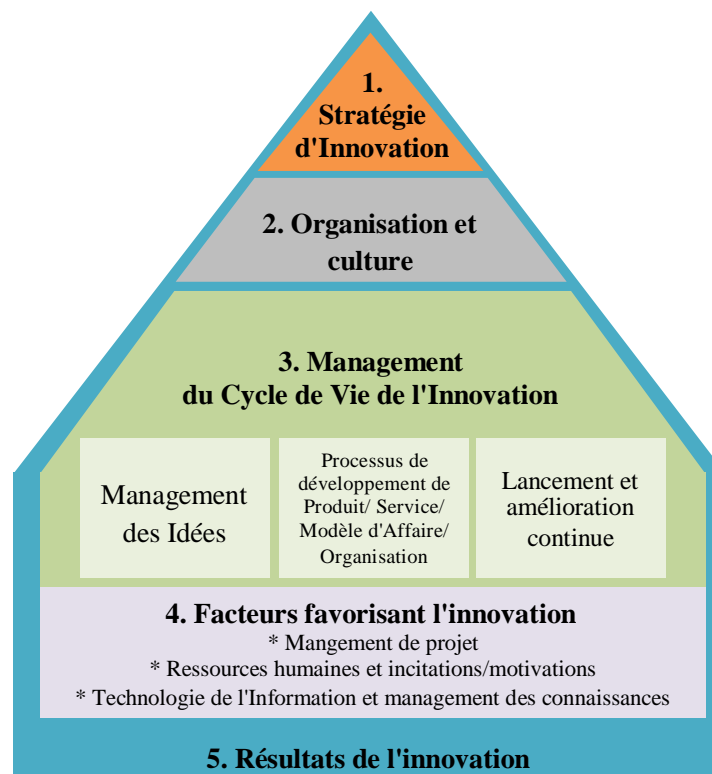 1.
Stratégie
d'Innovation
2. Organisation et
culture
3. Management
du Cycle de Vie de l'Innovation
Management
des Idées
Processus de
développement de
Produit/ Service/
Modèle d'Affaire/
Organisation
Lancement et
amélioration
continue
4. Facteurs favorisant l'innovation
* Mangement de projet
* Ressources humaines et incitations/motivations
* Technologie de l'Information et management des connaissances
5. Résultats de l'innovation